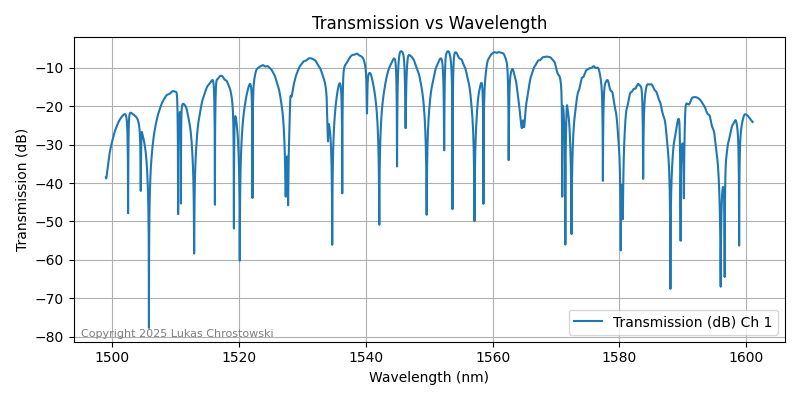 Transmission vs Wavelength
Transmission (dB)
−10
−20
−30
−40
−50
−60
−70
−80
Copyright 2025 Lukas Chrostowski
Transmission (dB) Ch 1
1500 1520 1540 1560 1580 1600
Wavelength (nm)